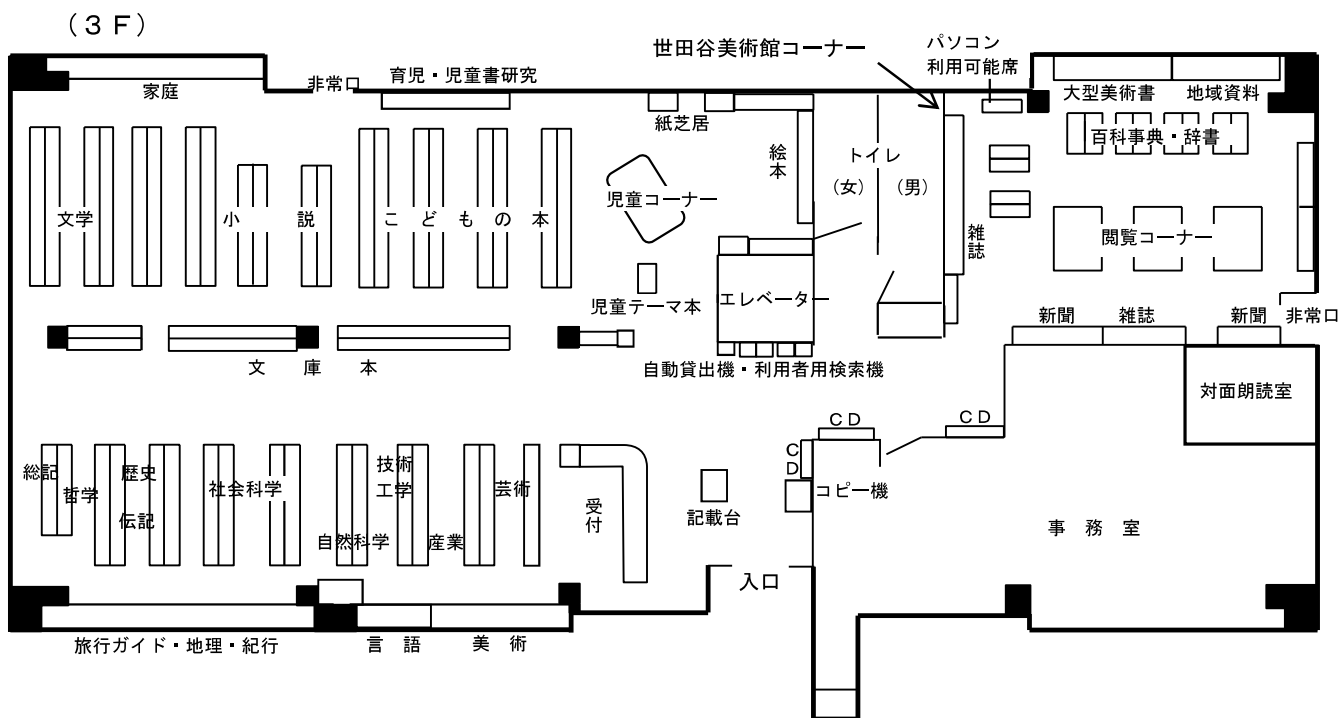 （３Ｆ）
世田谷美術館コーナー
パソコン
利用可能席
家庭
非常口
育児・児童書研究
紙芝居
大型美術書
地域資料
百科事典・辞書
絵本
トイレ
（女）
（男）
児童コーナー
文学
小説
こどもの本
雑誌
閲覧コーナー
児童テーマ本
エレベーター
新聞
雑誌
新聞
非常口
文庫本
自動貸出機・利用者用検索機
対面朗読室
ＣＤ
ＣＤ
ＣＤ
総記
哲学
歴史
伝記
社会科学
技術
工学
自然科学
産業
芸術
受付
記載台
コピー機
事務室
入口
旅行ガイド・地理・紀行
言語
美術